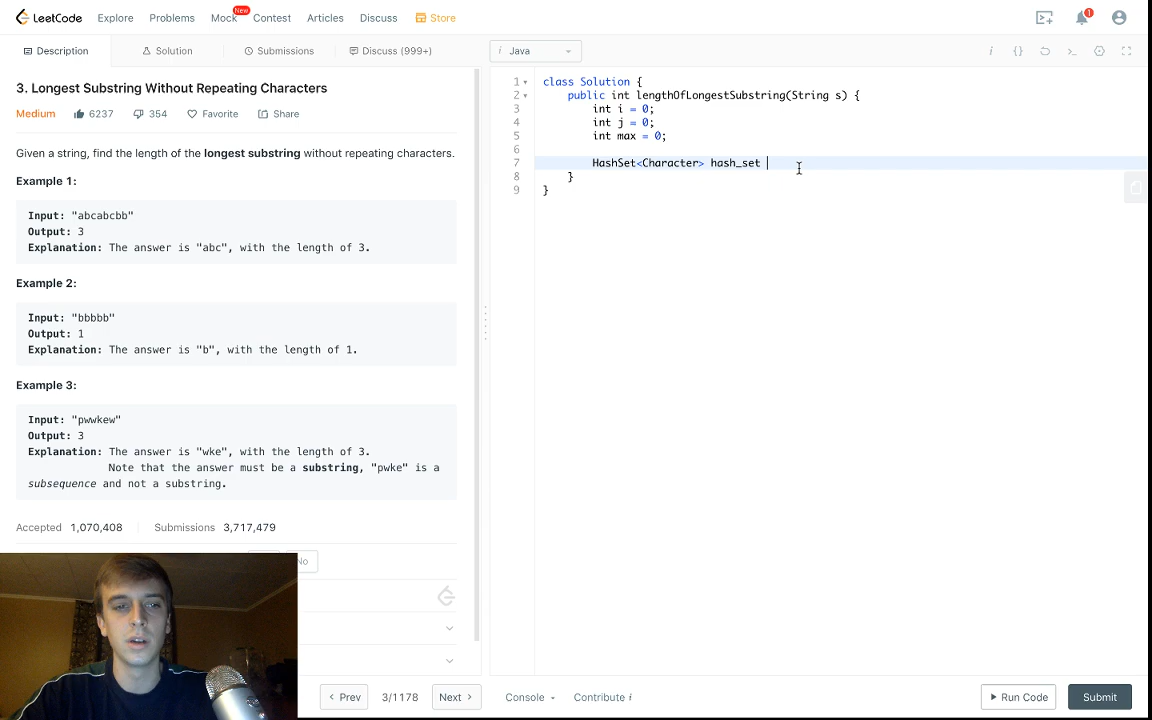 LeetCode Explore Problems Mock New Contest Articles Discuss Store 1
Description Solution Submissions Discuss (999+)
i Java
i {} >_
3. Longest Substring Without Repeating Characters
Medium 6237 354 Favorite Share
Given a string, find the length of the longest substring without repeating characters.
Example 1:
Input: "abcabcbb"
Output: 3
Explanation: The answer is "abc", with the length of 3.
Example 2:
Input: "bbbbb"
Output: 1
Explanation: The answer is "b", with the length of 1.
Example 3:
Input: "pwwkew"
Output: 3
Explanation: The answer is "wke", with the length of 3.
Note that the answer must be a substring, "pwke" is a
subsequence and not a substring.
Accepted 1,070,408 Submissions 3,717,479
No
1 class Solution {
2 public int lengthOfLongestSubstring(String s) {
3 int i = 0;
4 int j = 0;
5 int max = 0;
6
7 HashSet<Character> hash_set
8 }
9 }
Prev 3/1178 Next Console Contribute i Run Code Submit